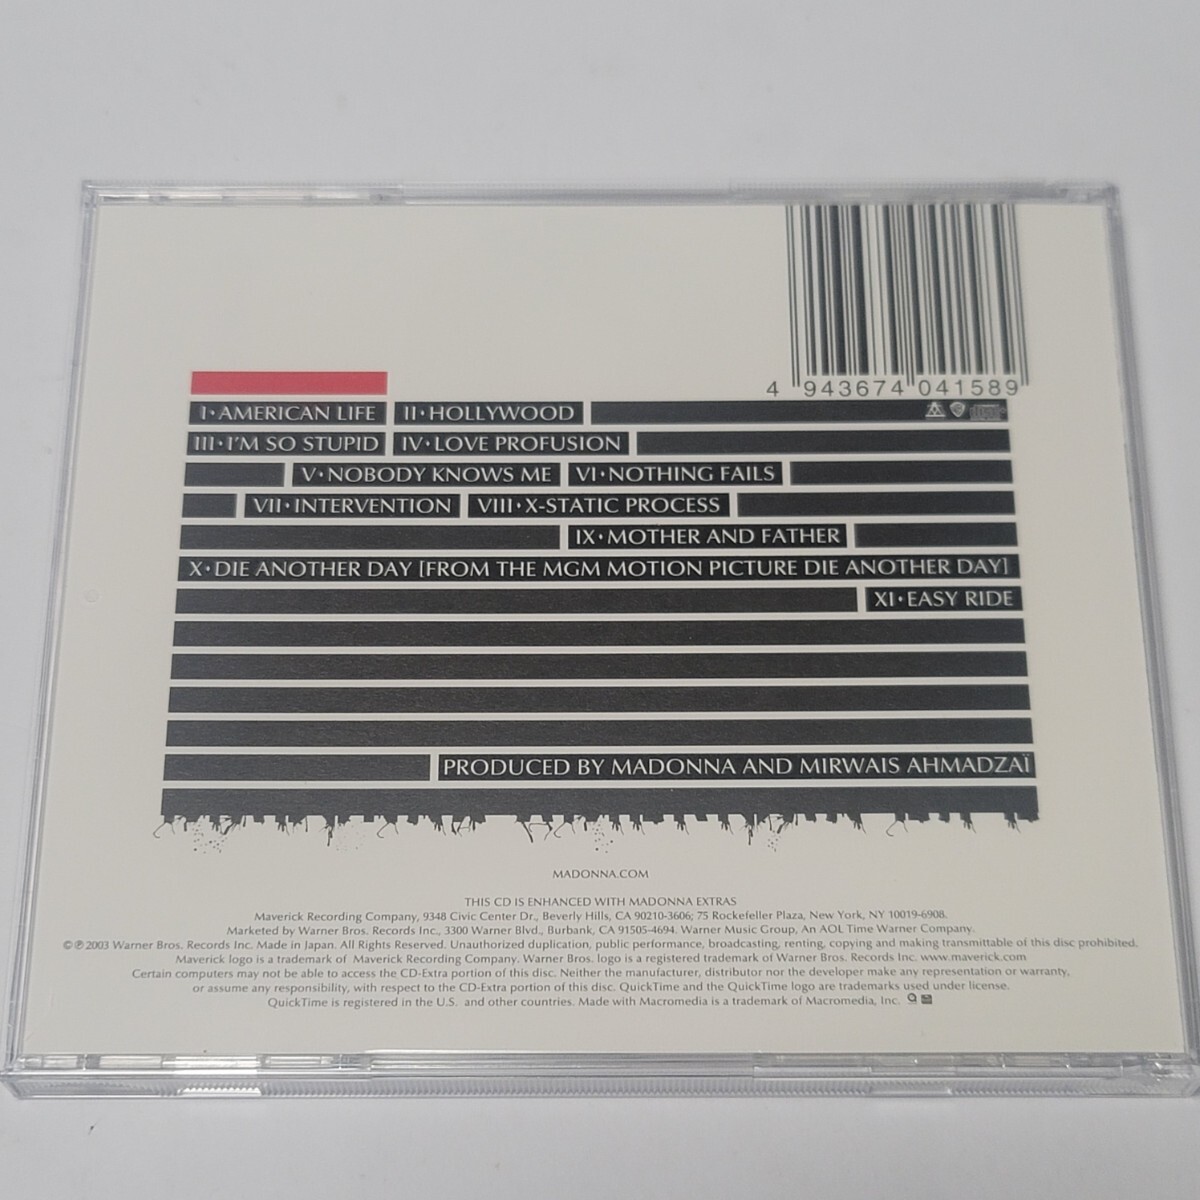 4 943674 041589
I·AMERICAN LIFE II·HOLLYWOOD
III·I'M SO STUPID IV·LOVE PROFUSION
V·NOBODY KNOWS ME VI·NOTHING FAILS
VII·INTERVENTION VIII·X-STATIC PROCESS
IX·MOTHER AND FATHER
X·DIE ANOTHER DAY [FROM THE MGM MOTION PICTURE DIE ANOTHER DAY]
XI·EASY RIDE
PRODUCED BY MADONNA AND MIRWAIS AHMADZAÏ
MADONNA.COM
THIS CD IS ENHANCED WITH MADONNA EXTRAS
Maverick Recording Company, 9348 Civic Center Dr., Beverly Hills, CA 90210-3606; 75 Rockefeller Plaza, New York, NY 10019-6908.
Marketed by Warner Bros. Records Inc., 3300 Warner Blvd., Burbank, CA 91505-4694. Warner Music Group, An AOL Time Warner Company.
©℗2003 Warner Bros. Records Inc. Made in Japan. All Rights Reserved. Unauthorized duplication, public performance, broadcasting, renting, copying and making transmittable of this disc prohibited.
Maverick logo is a trademark of Maverick Recording Company. Warner Bros. logo is a registered trademark of Warner Bros. Records Inc. www.maverick.com
Certain computers may not be able to access the CD-Extra portion of this disc. Neither the manufacturer, distributor nor the developer make any representation or warranty,
or assume any responsibility, with respect to the CD-Extra portion of this disc. QuickTime and the QuickTime logo are trademarks used under license.
QuickTime is registered in the U.S. and other countries. Made with Macromedia is a trademark of Macromedia, Inc.